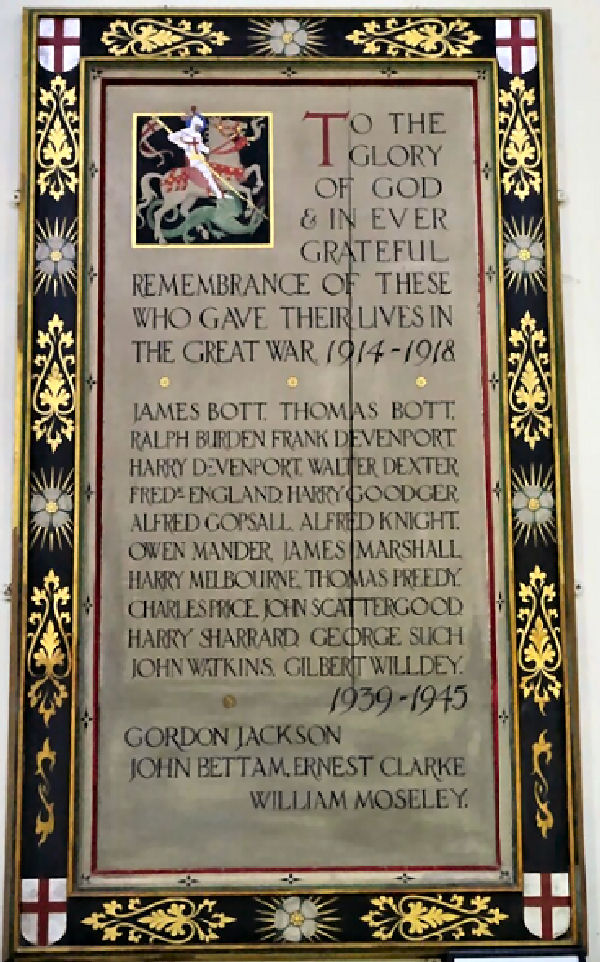 TO THE
GLORY
OF GOD
& IN EVER
GRATEFUL
REMEMBRANCE OF THESE
WHO GAVE THEIR LIVES IN
THE GREAT WAR, 1914-1918
JAMES BOTT. THOMAS BOTT.
RALPH BURDEN FRANK DEVENPORT.
HARRY DEVENPORT. WALTER DEXTER
FREDK ENGLAND. HARRY GOODGER.
ALFRED GOPSALL. ALFRED KNIGHT.
OWEN MANDER. JAMES MARSHALL
HARRY MELBOURNE. THOMAS PREEDY.
CHARLES PRICE. JOHN SCATTERGOOD
HARRY SHARRARD. GEORGE SUCH
JOHN WATKINS. GILBERT WILLDEY.
1939-1945
GORDON JACKSON
JOHN BETTAM. ERNEST CLARKE
WILLIAM MOSELEY.